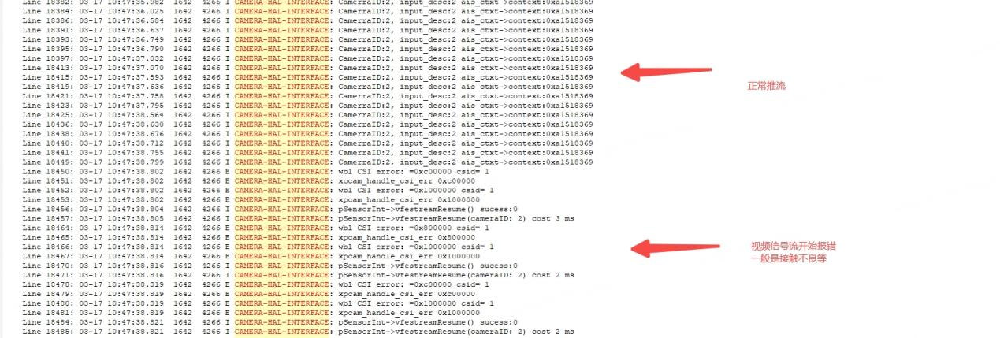 Line 18382: 03-17 10:47:35.982 1642 4266 I CAMERA-HAL-INTERFACE: CamerraID:2, input_desc:2 ais_ctxt->context:0xa1518369
Line 18384: 03-17 10:47:36.025 1642 4266 I CAMERA-HAL-INTERFACE: CamerraID:2, input_desc:2 ais_ctxt->context:0xa1518369
Line 18386: 03-17 10:47:36.584 1642 4266 I CAMERA-HAL-INTERFACE: CamerraID:2, input_desc:2 ais_ctxt->context:0xa1518369
Line 18391: 03-17 10:47:36.637 1642 4266 I CAMERA-HAL-INTERFACE: CamerraID:2, input_desc:2 ais_ctxt->context:0xa1518369
Line 18393: 03-17 10:47:36.749 1642 4266 I CAMERA-HAL-INTERFACE: CamerraID:2, input_desc:2 ais_ctxt->context:0xa1518369
Line 18395: 03-17 10:47:36.790 1642 4266 I CAMERA-HAL-INTERFACE: CamerraID:2, input_desc:2 ais_ctxt->context:0xa1518369
Line 18397: 03-17 10:47:37.032 1642 4266 I CAMERA-HAL-INTERFACE: CamerraID:2, input_desc:2 ais_ctxt->context:0xa1518369
Line 18413: 03-17 10:47:37.070 1642 4266 I CAMERA-HAL-INTERFACE: CamerraID:2, input_desc:2 ais_ctxt->context:0xa1518369
Line 18415: 03-17 10:47:37.593 1642 4266 I CAMERA-HAL-INTERFACE: CamerraID:2, input_desc:2 ais_ctxt->context:0xa1518369
正常推流
Line 18419: 03-17 10:47:37.636 1642 4266 I CAMERA-HAL-INTERFACE: CamerraID:2, input_desc:2 ais_ctxt->context:0xa1518369
Line 18421: 03-17 10:47:37.758 1642 4266 I CAMERA-HAL-INTERFACE: CamerraID:2, input_desc:2 ais_ctxt->context:0xa1518369
Line 18423: 03-17 10:47:37.795 1642 4266 I CAMERA-HAL-INTERFACE: CamerraID:2, input_desc:2 ais_ctxt->context:0xa1518369
Line 18425: 03-17 10:47:38.564 1642 4266 I CAMERA-HAL-INTERFACE: CamerraID:2, input_desc:2 ais_ctxt->context:0xa1518369
Line 18436: 03-17 10:47:38.630 1642 4266 I CAMERA-HAL-INTERFACE: CamerraID:2, input_desc:2 ais_ctxt->context:0xa1518369
Line 18438: 03-17 10:47:38.676 1642 4266 I CAMERA-HAL-INTERFACE: CamerraID:2, input_desc:2 ais_ctxt->context:0xa1518369
Line 18440: 03-17 10:47:38.712 1642 4266 I CAMERA-HAL-INTERFACE: CamerraID:2, input_desc:2 ais_ctxt->context:0xa1518369
Line 18441: 03-17 10:47:38.755 1642 4266 I CAMERA-HAL-INTERFACE: CamerraID:2, input_desc:2 ais_ctxt->context:0xa1518369
Line 18449: 03-17 10:47:38.799 1642 4266 I CAMERA-HAL-INTERFACE: CamerraID:2, input_desc:2 ais_ctxt->context:0xa1518369
Line 18450: 03-17 10:47:38.802 1642 4266 E CAMERA-HAL-INTERFACE: wbl CSI error: =0xc00000 csid= 1
Line 18451: 03-17 10:47:38.802 1642 4266 E CAMERA-HAL-INTERFACE: xpcam_handle_csi_err 0xc00000
Line 18452: 03-17 10:47:38.802 1642 4266 E CAMERA-HAL-INTERFACE: wbl CSI error: =0x1000000 csid= 1
Line 18453: 03-17 10:47:38.802 1642 4266 E CAMERA-HAL-INTERFACE: xpcam_handle_csi_err 0x1000000
Line 18456: 03-17 10:47:38.804 1642 4266 I CAMERA-HAL-INTERFACE: pSensorInt->vfestreamResume() sucess:0
Line 18457: 03-17 10:47:38.805 1642 4266 I CAMERA-HAL-INTERFACE: pSensorInt->vfestreamResume(cameraID: 2) cost 3 ms
Line 18464: 03-17 10:47:38.814 1642 4266 E CAMERA-HAL-INTERFACE: wbl CSI error: =0x800000 csid= 1
Line 18465: 03-17 10:47:38.814 1642 4266 E CAMERA-HAL-INTERFACE: xpcam_handle_csi_err 0x800000
Line 18466: 03-17 10:47:38.814 1642 4266 E CAMERA-HAL-INTERFACE: wbl CSI error: =0x1000000 csid= 1
视频信号流开始报错
Line 18467: 03-17 10:47:38.814 1642 4266 E CAMERA-HAL-INTERFACE: xpcam_handle_csi_err 0x1000000
一般是接触不良等
Line 18470: 03-17 10:47:38.816 1642 4266 I CAMERA-HAL-INTERFACE: pSensorInt->vfestreamResume() sucess:0
Line 18471: 03-17 10:47:38.816 1642 4266 I CAMERA-HAL-INTERFACE: pSensorInt->vfestreamResume(cameraID: 2) cost 2 ms
Line 18478: 03-17 10:47:38.819 1642 4266 E CAMERA-HAL-INTERFACE: wbl CSI error: =0xc00000 csid= 1
Line 18479: 03-17 10:47:38.819 1642 4266 E CAMERA-HAL-INTERFACE: xpcam_handle_csi_err 0xc00000
Line 18480: 03-17 10:47:38.819 1642 4266 E CAMERA-HAL-INTERFACE: wbl CSI error: =0x1000000 csid= 1
Line 18481: 03-17 10:47:38.819 1642 4266 E CAMERA-HAL-INTERFACE: xpcam_handle_csi_err 0x1000000
Line 18484: 03-17 10:47:38.821 1642 4266 I CAMERA-HAL-INTERFACE: pSensorInt->vfestreamResume() sucess:0
Line 18485: 03-17 10:47:38.821 1642 4266 I CAMERA-HAL-INTERFACE: pSensorInt->vfestreamResume(cameraID: 2) cost 2 ms